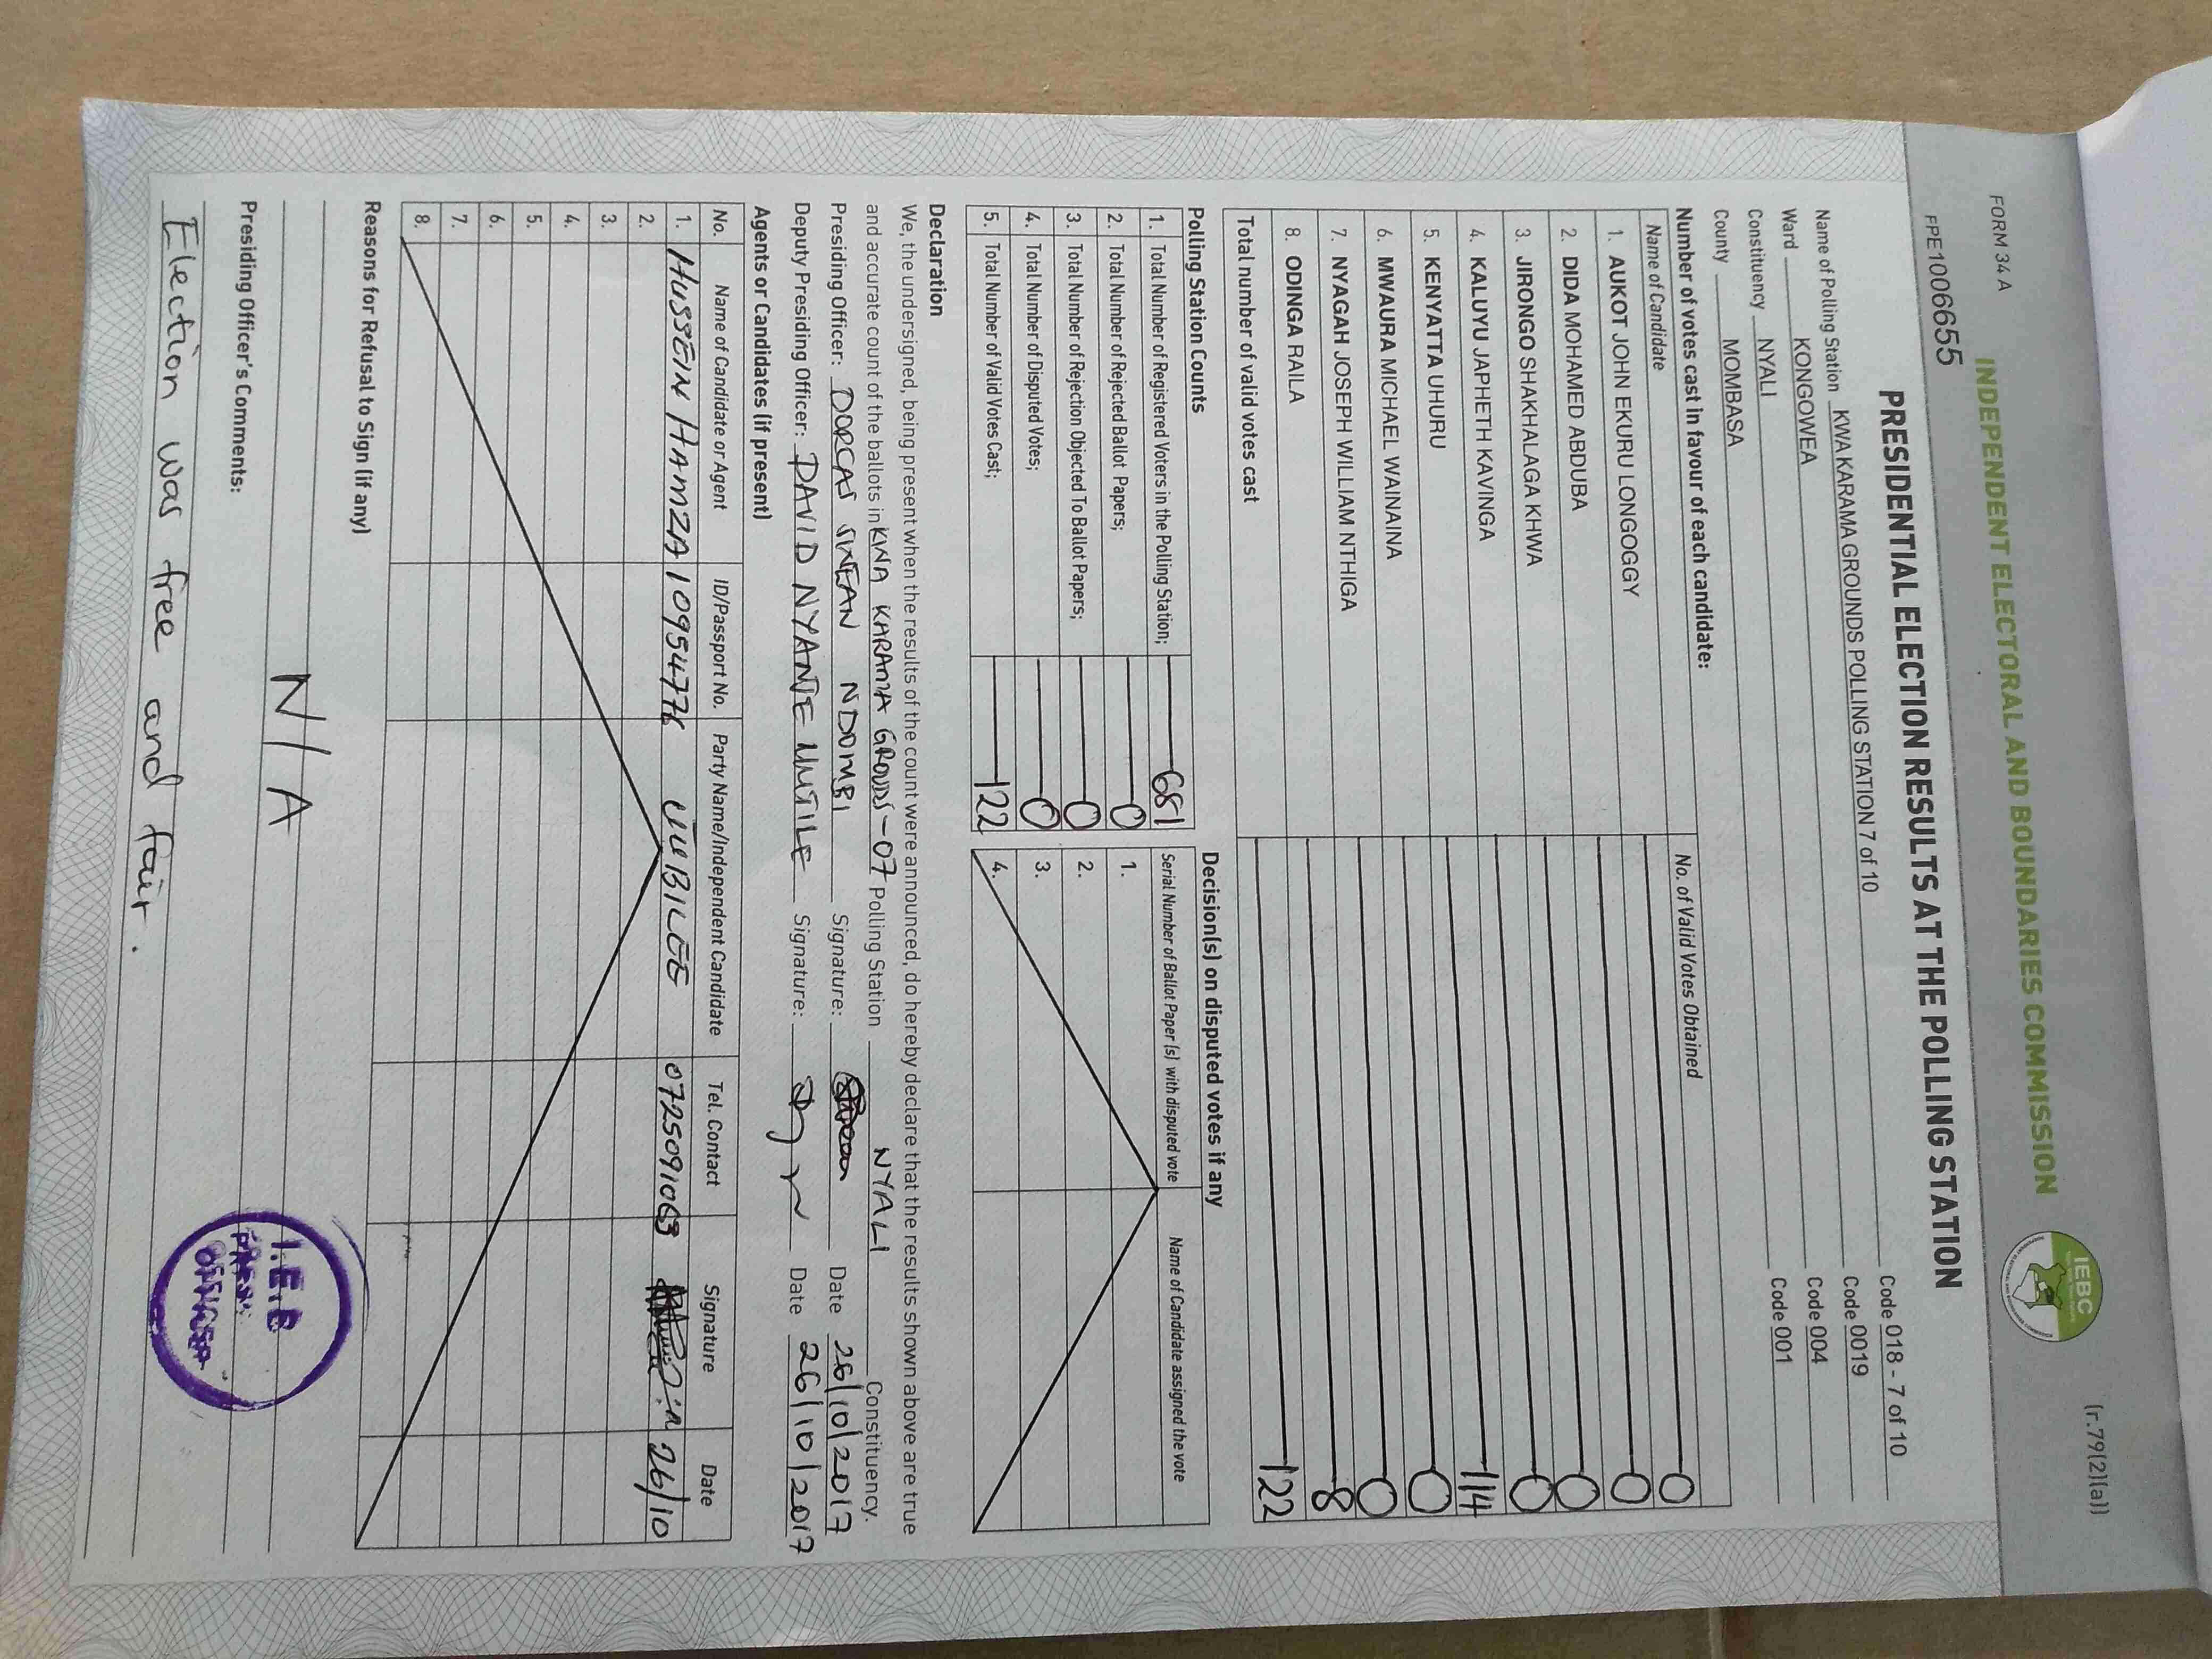 FORM 34 A
(r.79(2)(a))
INDEPENDENT ELECTORAL AND BOUNDARIES COMMISSION
IEBC
FPE1006655
PRESIDENTIAL ELECTION RESULTS AT THE POLLING STATION
Name of Polling Station KWA KARAMA GROUNDS POLLING STATION 7 of 10 Code 018 - 7 of 10
Ward KONGOWEA Code 0019
Constituency NYALI Code 004
County MOMBASA Code 001
Number of votes cast in favour of each candidate:
Name of Candidate No. of Valid Votes Obtained
1. AUKOT JOHN EKURU LONGOGGY 0
2. DIDA MOHAMED ABDUBA 0
3. JIRONGO SHAKHALAGA KHWA 0
4. KALUYU JAPHETH KAVINGA 0
5. KENYATTA UHURU 114
6. MWAURA MICHAEL WAINAINA 0
7. NYAGAH JOSEPH WILLIAM NTHIGA 0
8. ODINGA RAILA 8
Total number of valid votes cast 122
Polling Station Counts
1. Total Number of Registered Voters in the Polling Station; 681
2. Total Number of Rejected Ballot Papers; 0
3. Total Number of Rejection Objected To Ballot Papers; 0
4. Total Number of Disputed Votes; 0
5. Total Number of Valid Votes Cast; 122
Decision(s) on disputed votes if any
Serial Number of Ballot Paper (s) with disputed vote Name of Candidate assigned the vote
1.
2.
3.
4.
Declaration
We, the undersigned, being present when the results of the count were announced, do hereby declare that the results shown above are true
and accurate count of the ballots in KWA KARAMA GROUNDS-07 Polling Station NYALI Constituency.
Presiding Officer: DORCAS NDOMBI Signature: Date 26/10/2017
Deputy Presiding Officer: DAVID NYANJE MUTILE Signature: Date 26/10/2017
Agents or Candidates (if present)
No. Name of Candidate or Agent ID/Passport No. Party Name/Independent Candidate Tel. Contact Signature Date
1. HUSSEIN HAMZA 10954776 JUBILEE 0725091063 26/10
2.
3.
4.
5.
6.
7.
8.
Reasons for Refusal to Sign (if any)
N/A
Presiding Officer's Comments:
Election was free and fair.
OFFICER